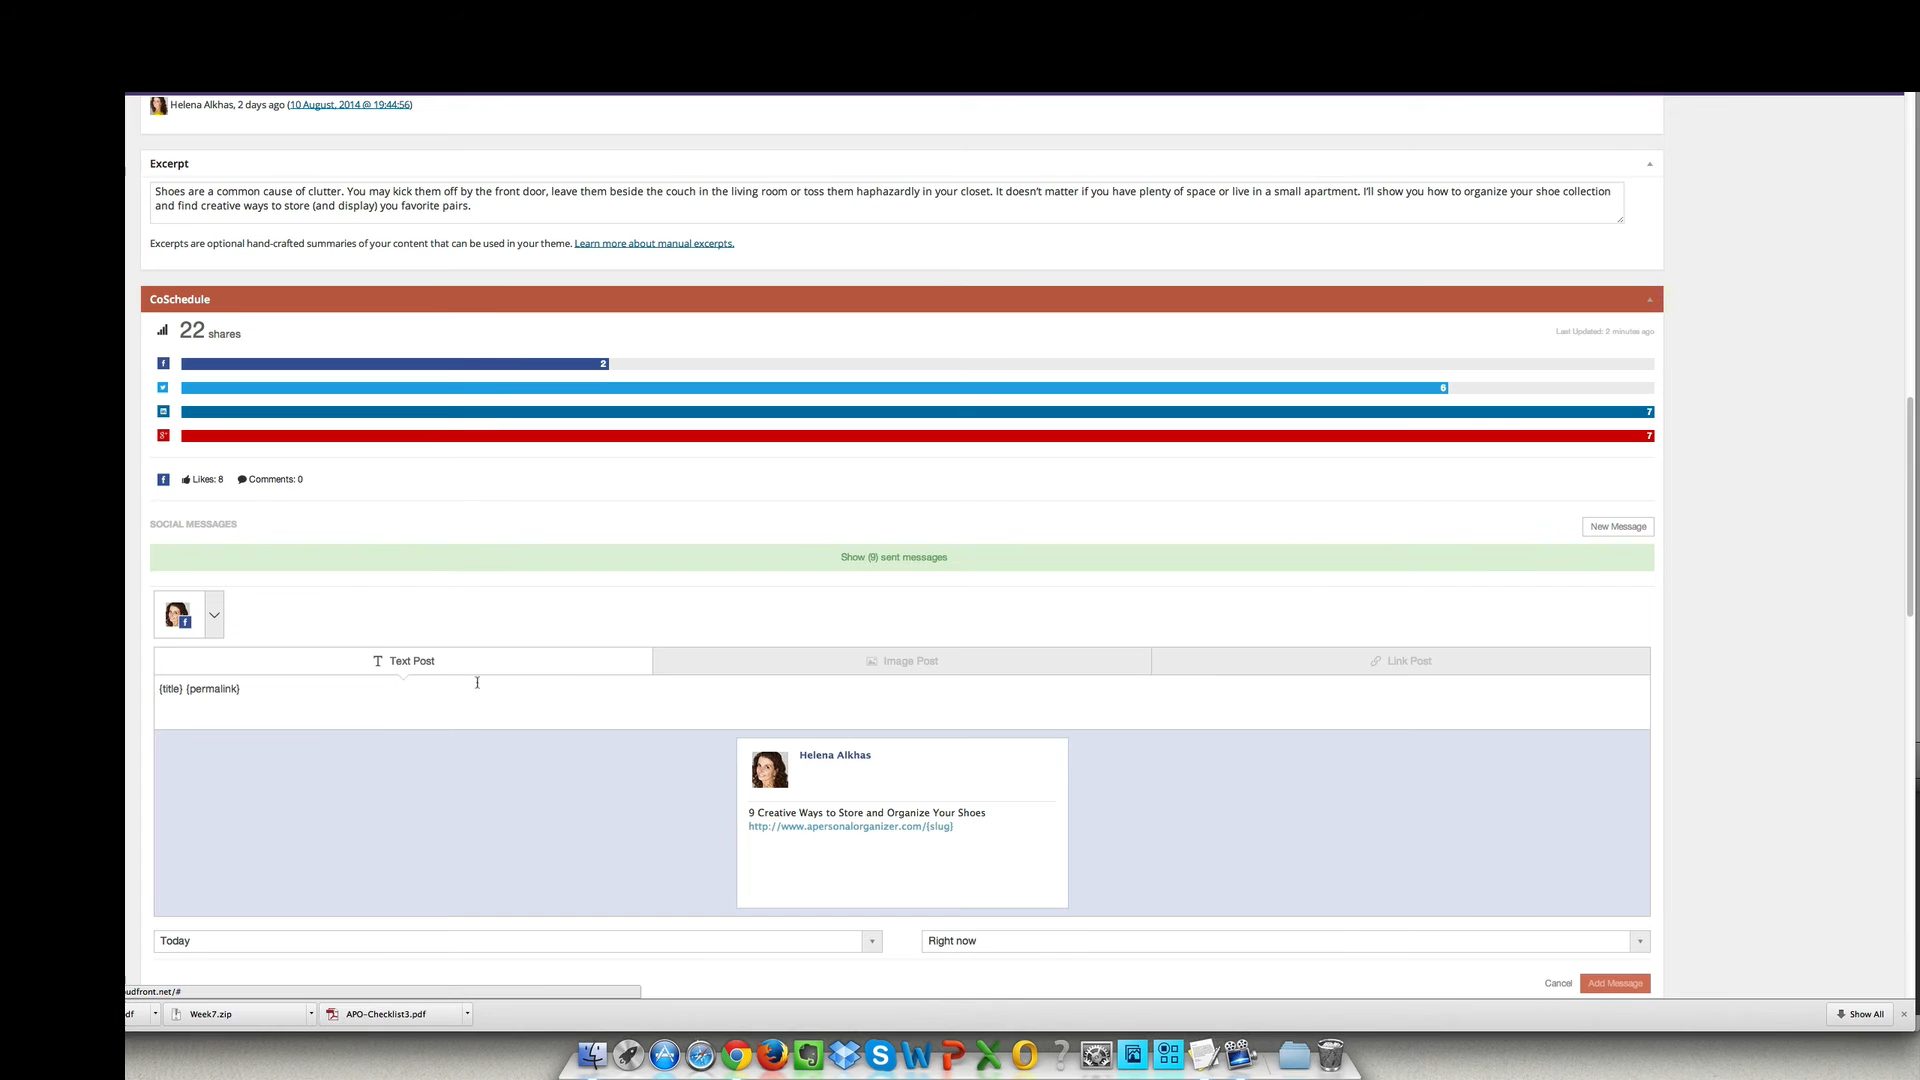 Helena Alkhas, 2 days ago (10 August, 2014 @ 19:44:56)
Excerpt
Shoes are a common cause of clutter. You may kick them off by the front door, leave them beside the couch in the living room or toss them haphazardly in your closet. It doesn't matter if you have plenty of space or live in a small apartment. I'll show you how to organize your shoe collection
and find creative ways to store (and display) you favorite pairs.
Excerpts are optional hand-crafted summaries of your content that can be used in your theme. Learn more about manual excerpts.
CoSchedule
22 shares
Last Updated: 2 minutes ago
f 2
6
in 7
g+ 7
f Likes: 8 Comments: 0
SOCIAL MESSAGES
New Message
Show (9) sent messages
f
T Text Post
Image Post
Link Post
{title} {permalink}
Helena Alkhas
9 Creative Ways to Store and Organize Your Shoes
http://www.apersonalorganizer.com/{slug}
Today
Right now
Cancel
Add Message
udfront.net/#
df
Week7.zip
APO-Checklist3.pdf
Show All